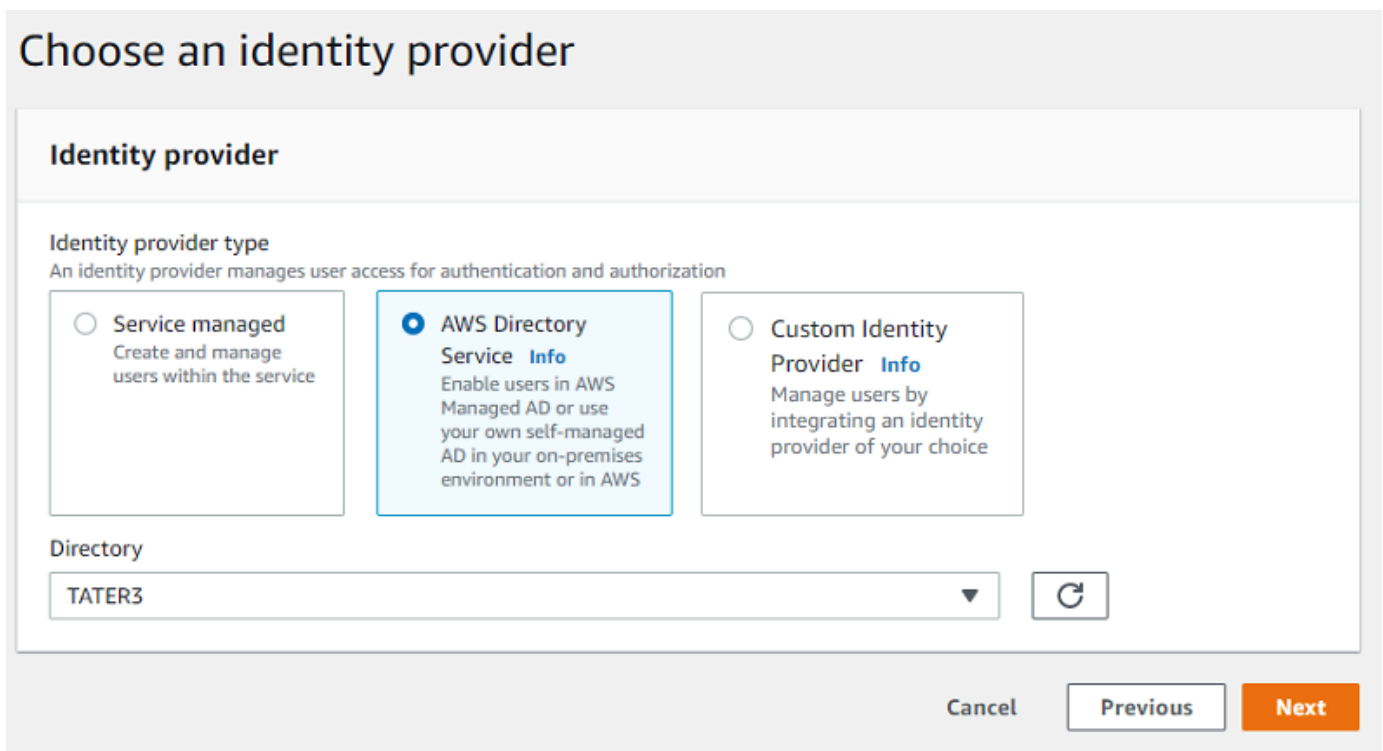 Choose an identity provider
Identity provider
Identity provider type
An identity provider manages user access for authentication and authorization
Service managed
Create and manage
users within the service
AWS Directory
Service Info
Enable users in AWS
Managed AD or use
your own self-managed
AD in your on-premises
environment or in AWS
Custom Identity
Provider Info
Manage users by
integrating an identity
provider of your choice
Directory
TATER3
Cancel
Previous
Next